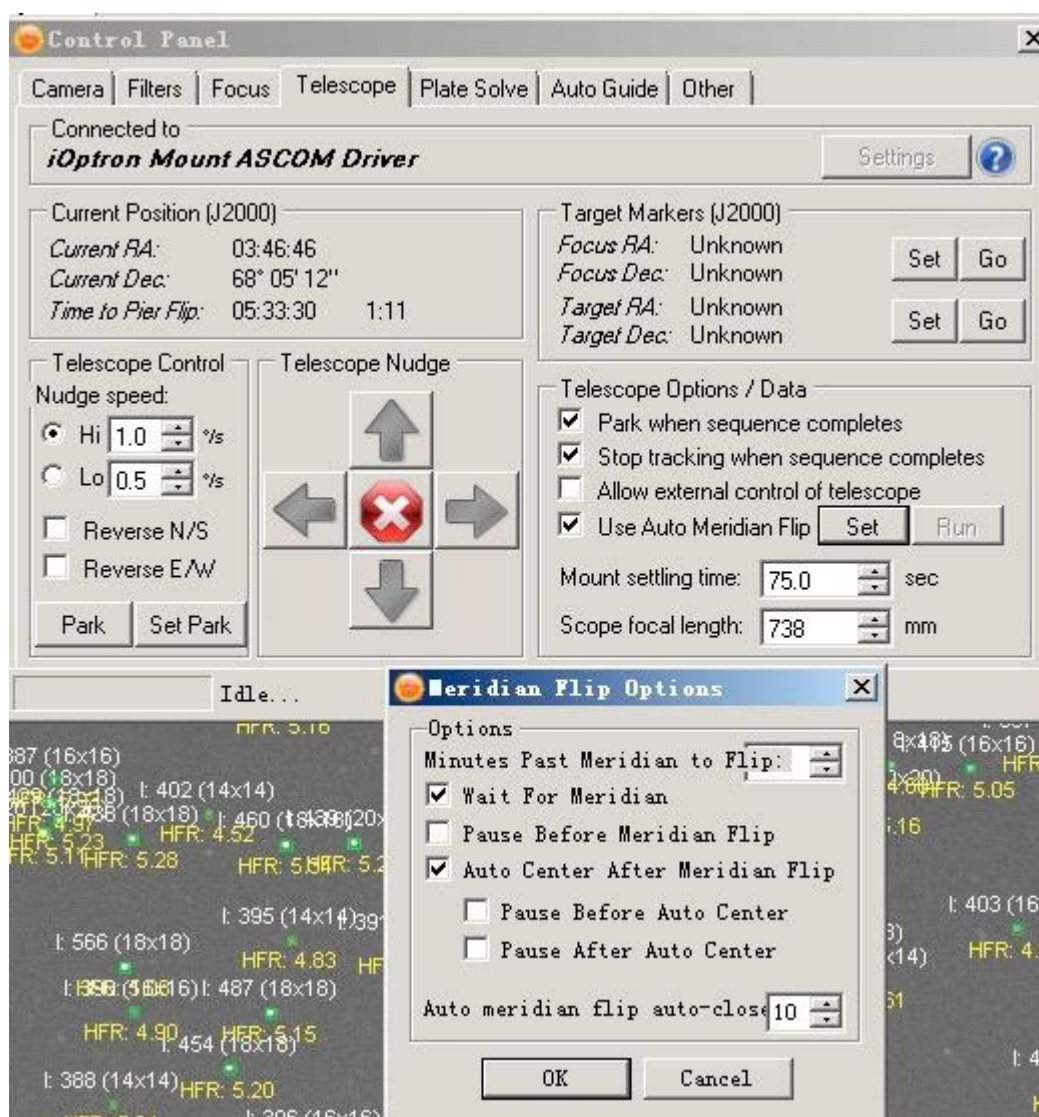 Control Panel
Camera Filters Focus Telescope Plate Solve Auto Guide Other
Connected to
iOptron Mount ASCOM Driver
Settings
Current Position (J2000)
Current RA: 03:46:46
Current Dec: 68° 05' 12''
Time to Pier Flip: 05:33:30 1:11
Target Markers (J2000)
Focus RA: Unknown
Focus Dec: Unknown
Set Go
Target RA: Unknown
Target Dec: Unknown
Set Go
Telescope Control
Nudge speed:
Hi 1.0 °/s
Lo 0.5 °/s
Reverse N/S
Reverse E/W
Park Set Park
Telescope Nudge
Telescope Options / Data
Park when sequence completes
Stop tracking when sequence completes
Allow external control of telescope
Use Auto Meridian Flip Set Run
Mount settling time: 75.0 sec
Scope focal length: 738 mm
Idle...
Meridian Flip Options
Options
Minutes Past Meridian to Flip:
Wait For Meridian
Pause Before Meridian Flip
Auto Center After Meridian Flip
Pause Before Auto Center
Pause After Auto Center
Auto meridian flip auto-close 10
OK Cancel
HFR: 5.16
(16x16)
I: 402 (14x14)
(18x18)
HFR: 4.52
HFR: 5.28
I: 395 (14x14)
I: 566 (18x18)
HFR: 4.83
I: 487 (18x18)
HFR: 4.90
HFR: 5.15
I: 454 (18x18)
I: 388 (14x14)
HFR: 5.20
(16x16)
HFR: 5.05
I: 403